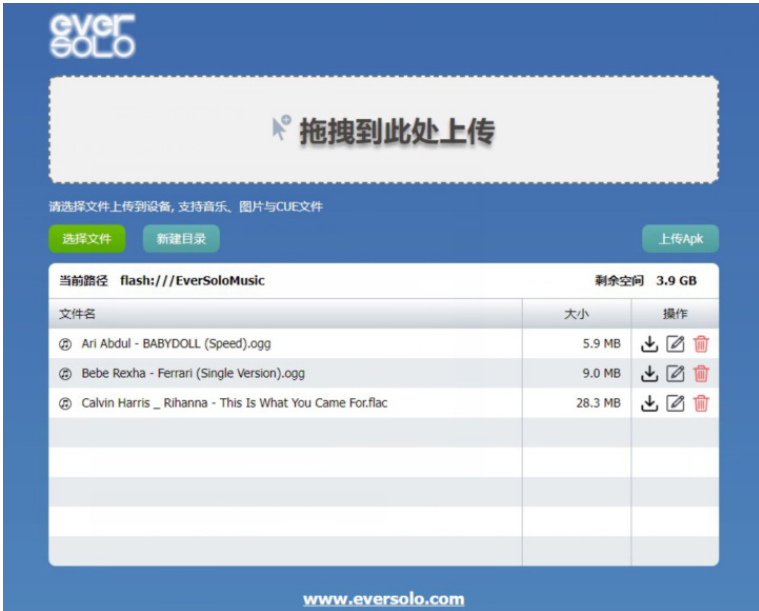 eversolo
拖拽到此处上传
请选择文件上传到设备, 支持音乐、图片与CUE文件
选择文件 新建目录 上传Apk
当前路径 flash:///EverSoloMusic 剩余空间 3.9 GB
文件名 大小 操作
Ari Abdul - BABYDOLL (Speed).ogg 5.9 MB
Bebe Rexha - Ferrari (Single Version).ogg 9.0 MB
Calvin Harris _ Rihanna - This Is What You Came For.flac 28.3 MB
www.eversolo.com